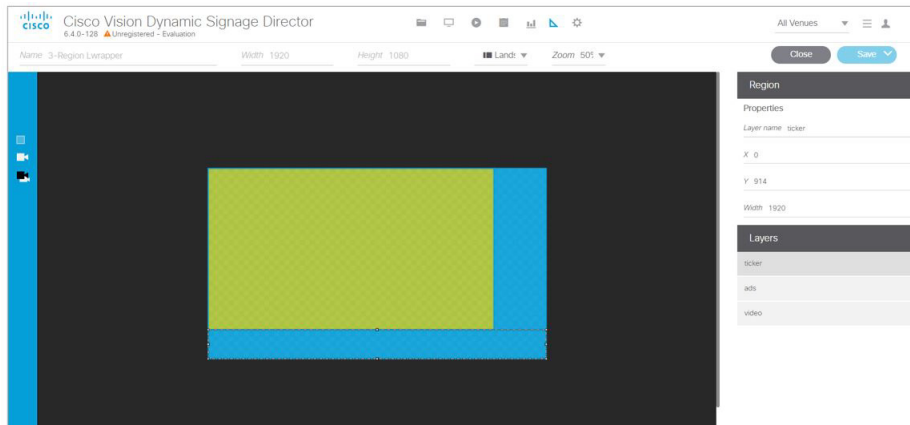 cisco
Cisco Vision Dynamic Signage Director
6.4.0-128 Unregistered - Evaluation
All Venues
Name 3-Region Lwrapper
Width 1920
Height 1080
Lands
Zoom 50%
Close
Save
Region
Properties
Layer name ticker
X 0
Y 914
Width 1920
Layers
ticker
ads
video